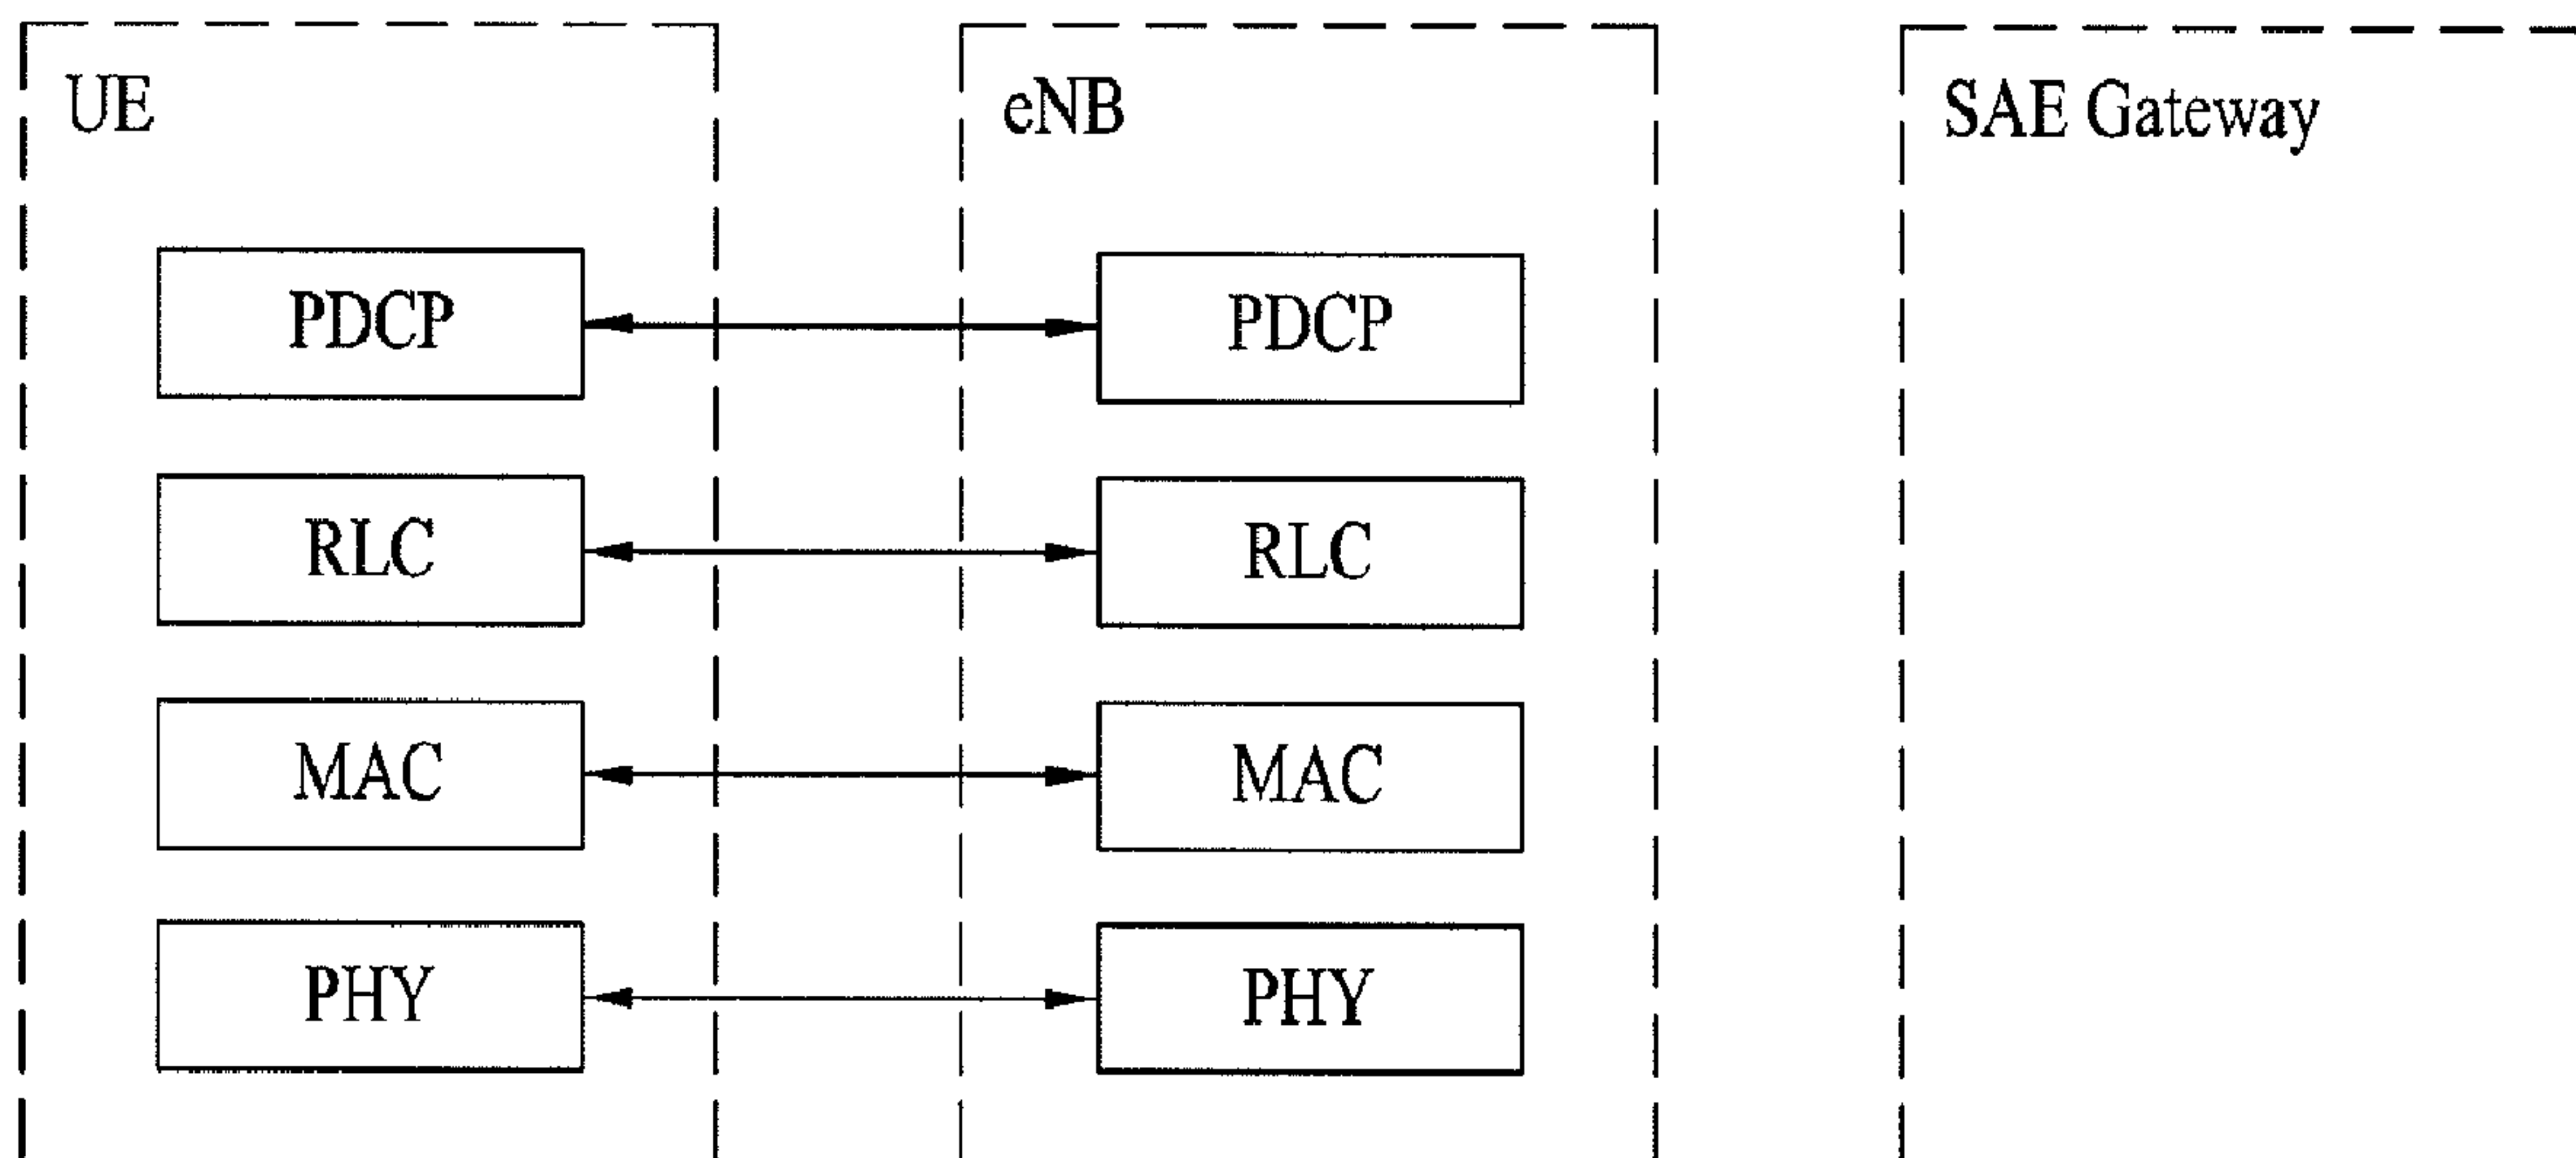 UE
eNB
SAE Gateway
PDCP
PDCP
RLC
RLC
MAC
MAC
PHY
PHY